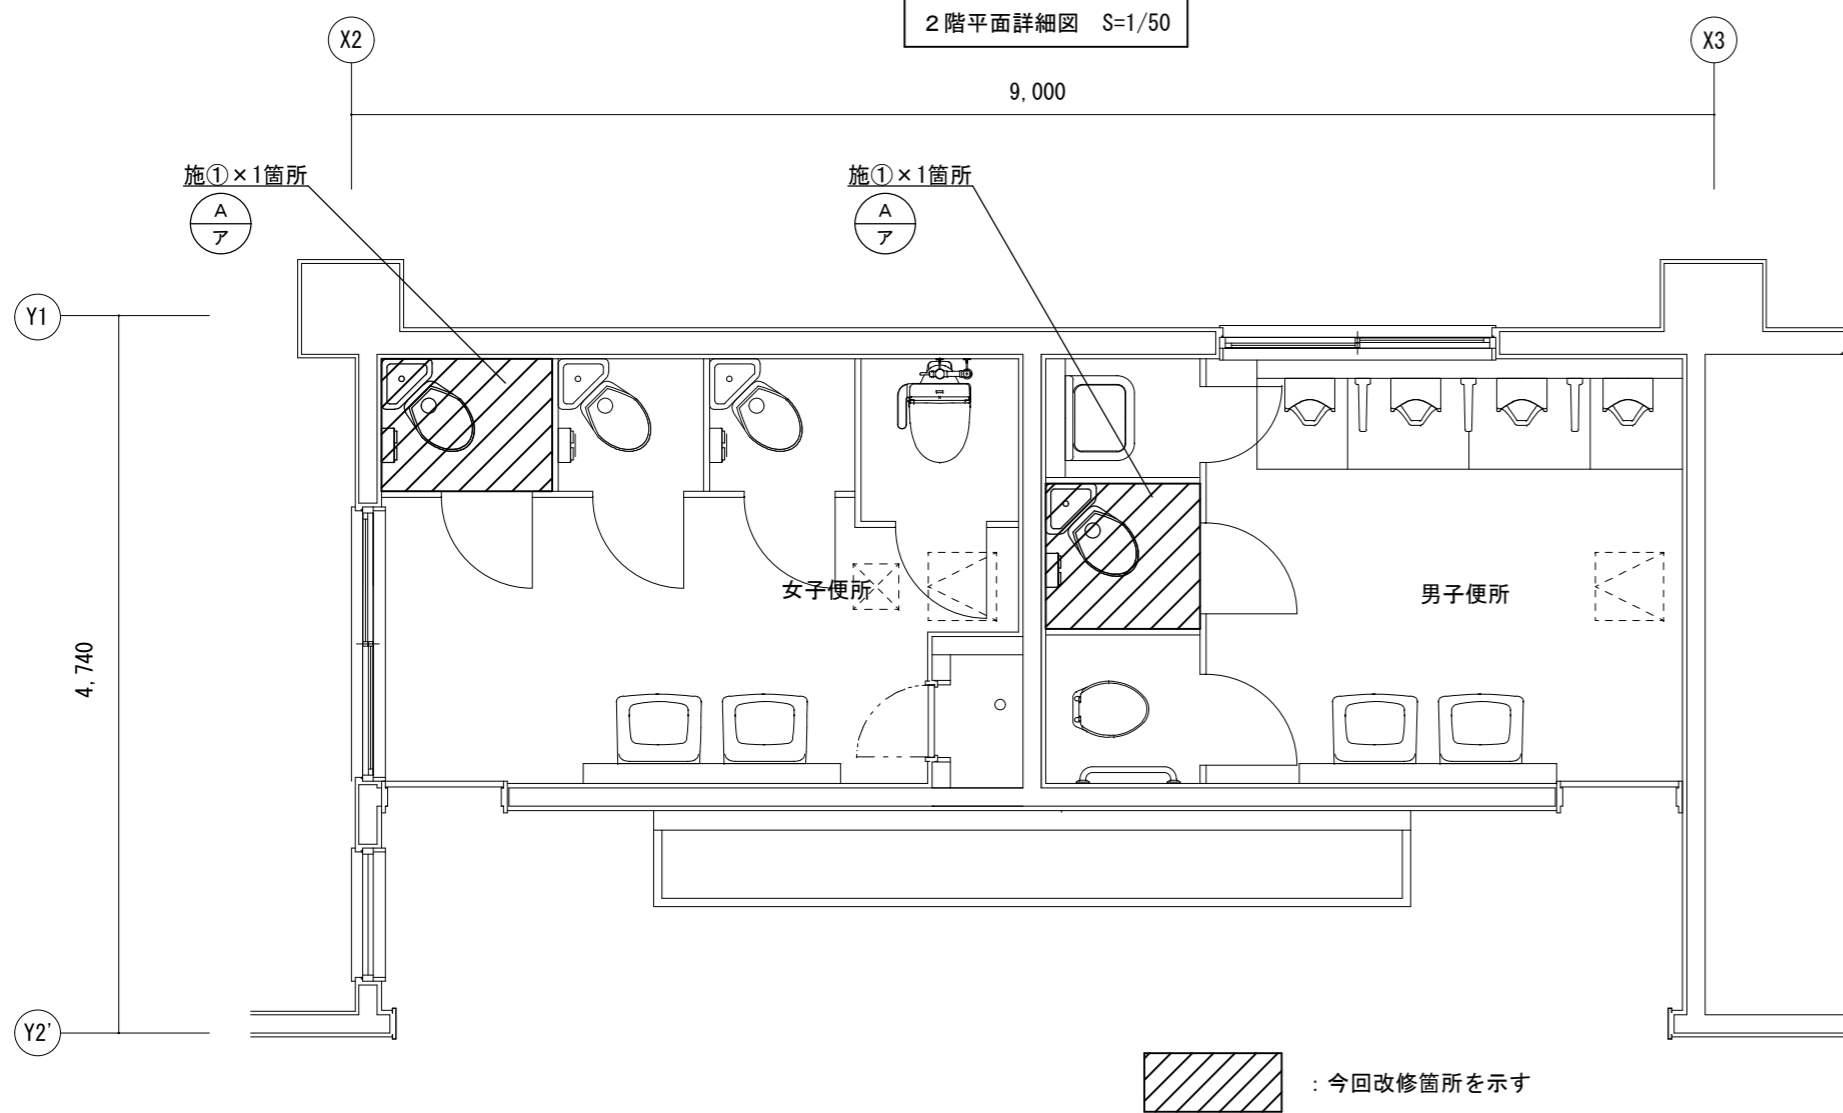 ２階平面詳細図　S=1/50
X2
X3
9,000
施①×1箇所
A
ア
施①×1箇所
A
ア
Y1
女子便所
男子便所
4,740
Y2'
：今回改修箇所を示す